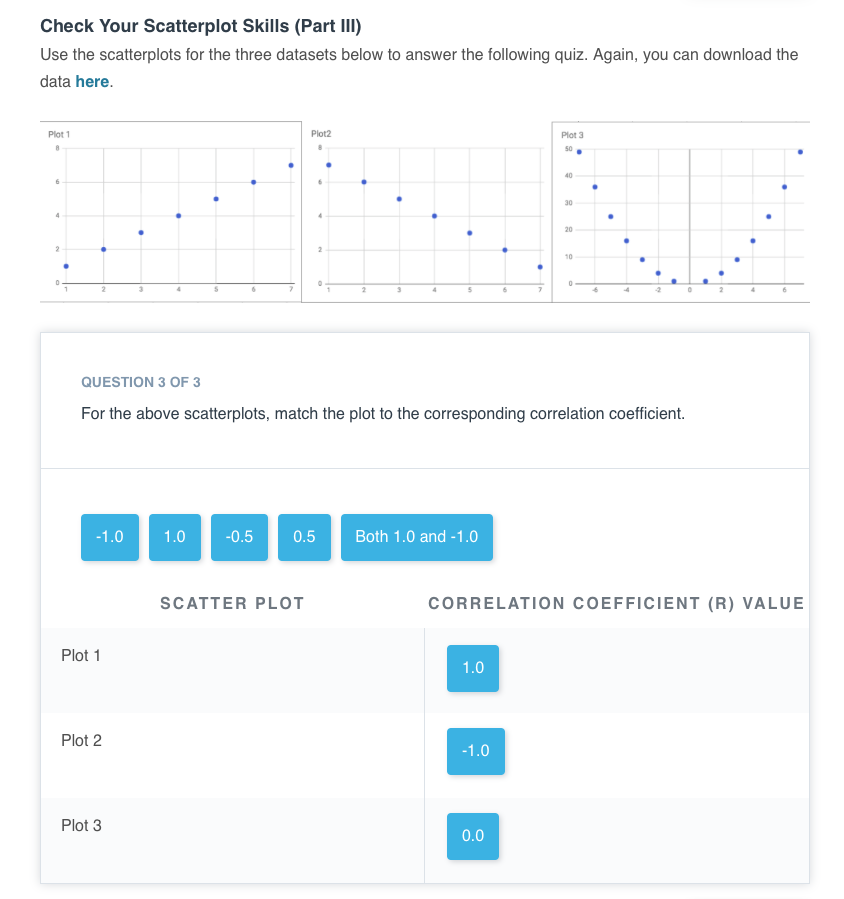 Check Your Scatterplot Skills (Part III)
Use the scatterplots for the three datasets below to answer the following quiz. Again, you can download the
data here.
Plot 1
8
6
4
2
0
1 2 3 4 5 6 7
Plot2
8
6
4
2
0
1 2 3 4 5 6 7
Plot 3
50
40
30
20
10
0
-6 -4 -2 0 2 4 6
QUESTION 3 OF 3
For the above scatterplots, match the plot to the corresponding correlation coefficient.
-1.0 1.0 -0.5 0.5 Both 1.0 and -1.0
SCATTER PLOT CORRELATION COEFFICIENT (R) VALUE
Plot 1 1.0
Plot 2 -1.0
Plot 3 0.0